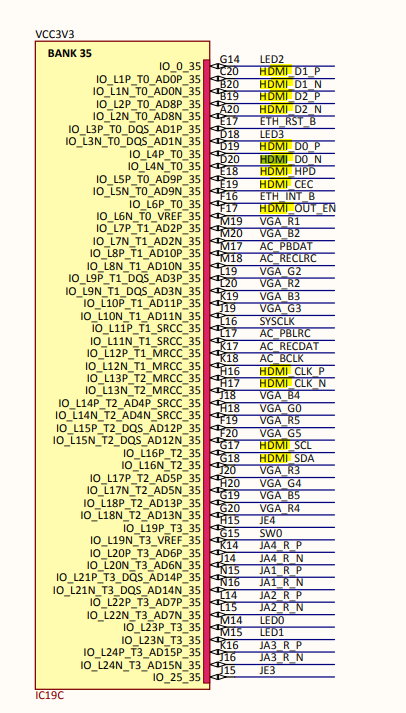 VCC3V3
BANK 35
IO_0_35 G14 LED2
IO_L1P_T0_AD0P_35 C20 HDMI_D1_P
IO_L1N_T0_AD0N_35 B20 HDMI_D1_N
IO_L2P_T0_AD8P_35 B19 HDMI_D2_P
IO_L2N_T0_AD8N_35 A20 HDMI_D2_N
IO_L3P_T0_DQS_AD1P_35 E17 ETH_RST_B
IO_L3N_T0_DQS_AD1N_35 D18 LED3
IO_L4P_T0_35 D19 HDMI_D0_P
IO_L4N_T0_35 D20 HDMI_D0_N
IO_L5P_T0_AD9P_35 E18 HDMI_HPD
IO_L5N_T0_AD9N_35 E19 HDMI_CEC
IO_L6P_T0_35 F16 ETH_INT_B
IO_L6N_T0_VREF_35 F17 HDMI_OUT_EN
IO_L7P_T1_AD2P_35 M19 VGA_R1
IO_L7N_T1_AD2N_35 M20 VGA_B2
IO_L8P_T1_AD10P_35 M17 AC_PBDAT
IO_L8N_T1_AD10N_35 M18 AC_RECLRC
IO_L9P_T1_DQS_AD3P_35 L19 VGA_G2
IO_L9N_T1_DQS_AD3N_35 L20 VGA_R2
IO_L10P_T1_AD11P_35 K19 VGA_B3
IO_L10N_T1_AD11N_35 J19 VGA_G3
IO_L11P_T1_SRCC_35 L16 SYSCLK
IO_L11N_T1_SRCC_35 L17 AC_PBLRC
IO_L12P_T1_MRCC_35 K17 AC_RECDAT
IO_L12N_T1_MRCC_35 K18 AC_BCLK
IO_L13P_T2_MRCC_35 H16 HDMI_CLK_P
IO_L13N_T2_MRCC_35 H17 HDMI_CLK_N
IO_L14P_T2_AD4P_SRCC_35 J18 VGA_B4
IO_L14N_T2_AD4N_SRCC_35 H18 VGA_G0
IO_L15P_T2_DQS_AD12P_35 F19 VGA_R5
IO_L15N_T2_DQS_AD12N_35 F20 VGA_G5
IO_L16P_T2_35 G17 HDMI_SCL
IO_L16N_T2_35 G18 HDMI_SDA
IO_L17P_T2_AD5P_35 J20 VGA_R3
IO_L17N_T2_AD5N_35 H20 VGA_G4
IO_L18P_T2_AD13P_35 G19 VGA_B5
IO_L18N_T2_AD13N_35 G20 VGA_R4
IO_L19P_T3_35 H15 JE4
IO_L19N_T3_VREF_35 G15 SW0
IO_L20P_T3_AD6P_35 K14 JA4_R_P
IO_L20N_T3_AD6N_35 J14 JA4_R_N
IO_L21P_T3_DQS_AD14P_35 N15 JA1_R_P
IO_L21N_T3_DQS_AD14N_35 N16 JA1_R_N
IO_L22P_T3_AD7P_35 L14 JA2_R_P
IO_L22N_T3_AD7N_35 L15 JA2_R_N
IO_L23P_T3_35 M14 LED0
IO_L23N_T3_35 M15 LED1
IO_L24P_T3_AD15P_35 K16 JA3_R_P
IO_L24N_T3_AD15N_35 J16 JA3_R_N
IO_25_35 J15 JE3
IC19C